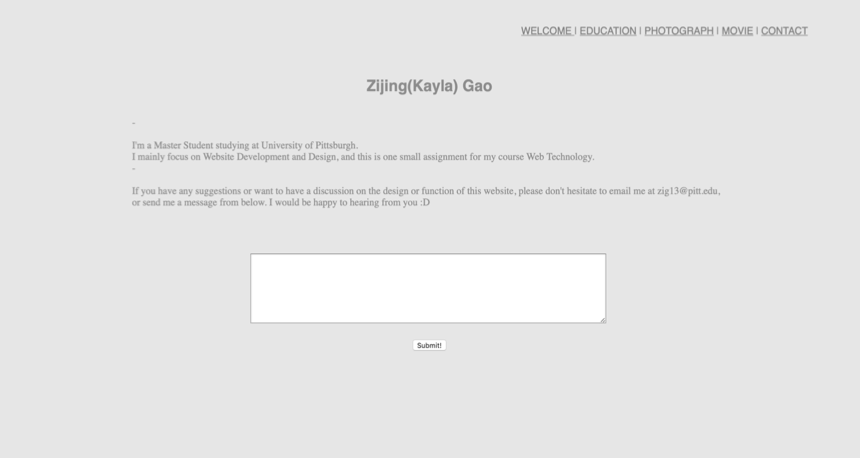 WELCOME | EDUCATION | PHOTOGRAPH | MOVIE | CONTACT
Zijing(Kayla) Gao
-
I'm a Master Student studying at University of Pittsburgh.
I mainly focus on Website Development and Design, and this is one small assignment for my course Web Technology.
-
If you have any suggestions or want to have a discussion on the design or function of this website, please don't hesitate to email me at zig13@pitt.edu,
or send me a message from below. I would be happy to hearing from you :D
Submit!